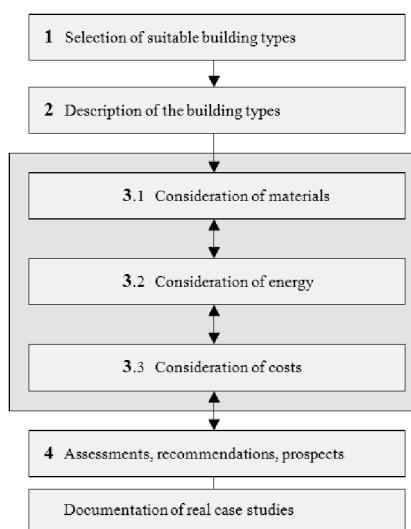 1 Selection of suitable building types
2 Description of the building types
3.1 Consideration of materials
3.2 Consideration of energy
3.3 Consideration of costs
4 Assessments, recommendations, prospects
Documentation of real case studies